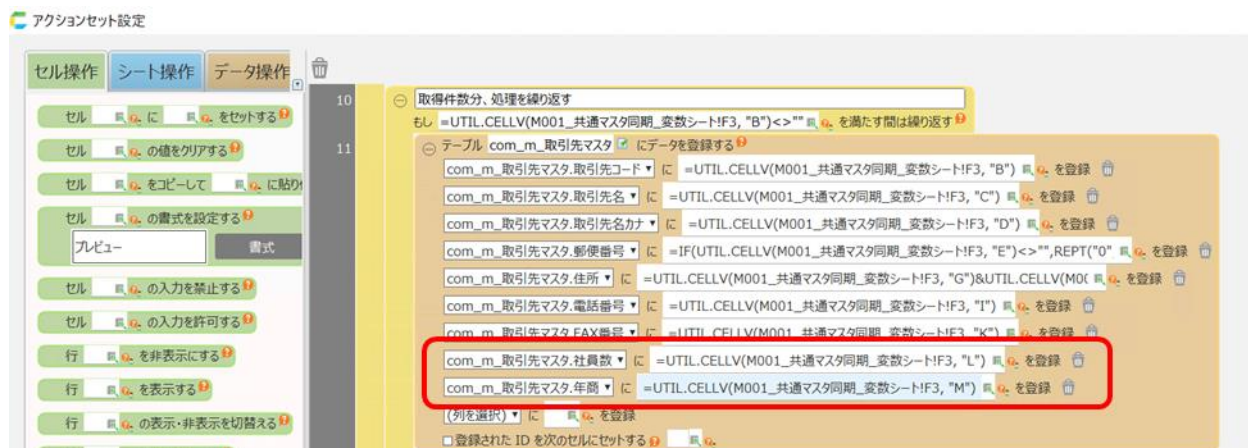 アクションセット設定
セル操作 シート操作 データ操作
セル に をセットする
セル の値をクリアする
セル をコピーして に貼り付
セル の書式を設定する
プレビュー 書式
セル の入力を禁止する
セル の入力を許可する
行 を非表示にする
行 を表示する
行 の表示・非表示を切替える
10 取得件数分、処理を繰り返す
もし =UTIL.CELLV(M001_共通マスタ同期_変数シート!F3, "B")<>"" を満たす間は繰り返す
11 テーブル com_m_取引先マスタ にデータを登録する
com_m_取引先マスタ.取引先コード に =UTIL.CELLV(M001_共通マスタ同期_変数シート!F3, "B") を登録
com_m_取引先マスタ.取引先名 に =UTIL.CELLV(M001_共通マスタ同期_変数シート!F3, "C") を登録
com_m_取引先マスタ.取引先名カナ に =UTIL.CELLV(M001_共通マスタ同期_変数シート!F3, "D") を登録
com_m_取引先マスタ.郵便番号 に =IF(UTIL.CELLV(M001_共通マスタ同期_変数シート!F3, "E")<>"",REPT("0" を登録
com_m_取引先マスタ.住所 に =UTIL.CELLV(M001_共通マスタ同期_変数シート!F3, "G")&UTIL.CELLV(M0( を登録
com_m_取引先マスタ.電話番号 に =UTIL.CELLV(M001_共通マスタ同期_変数シート!F3, "I") を登録
com_m_取引先マスタ.FAX番号 に =UTIL.CELLV(M001_共通マスタ同期_変数シート!F3, "K") を登録
com_m_取引先マスタ.社員数 に =UTIL.CELLV(M001_共通マスタ同期_変数シート!F3, "L") を登録
com_m_取引先マスタ.年商 に =UTIL.CELLV(M001_共通マスタ同期_変数シート!F3, "M") を登録
(列を選択) に を登録
登録された ID を次のセルにセットする